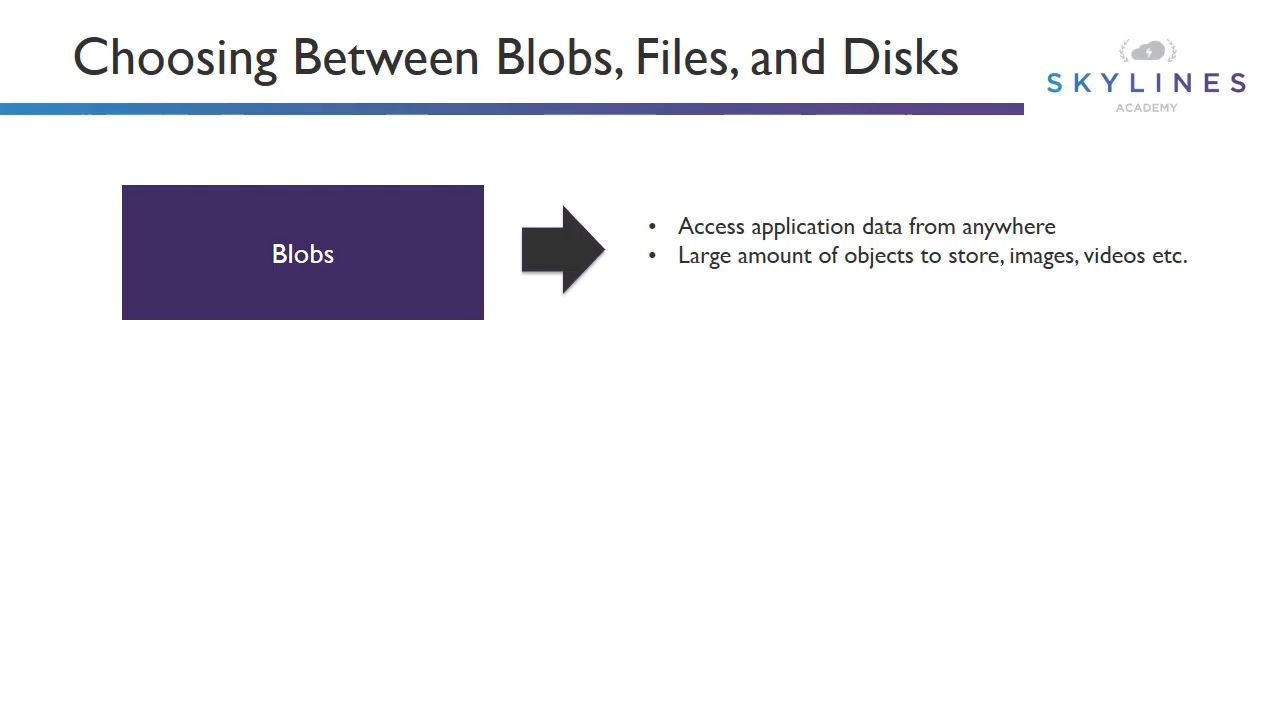 Choosing Between Blobs, Files, and Disks
SKYLINES
ACADEMY
Blobs
• Access application data from anywhere
• Large amount of objects to store, images, videos etc.